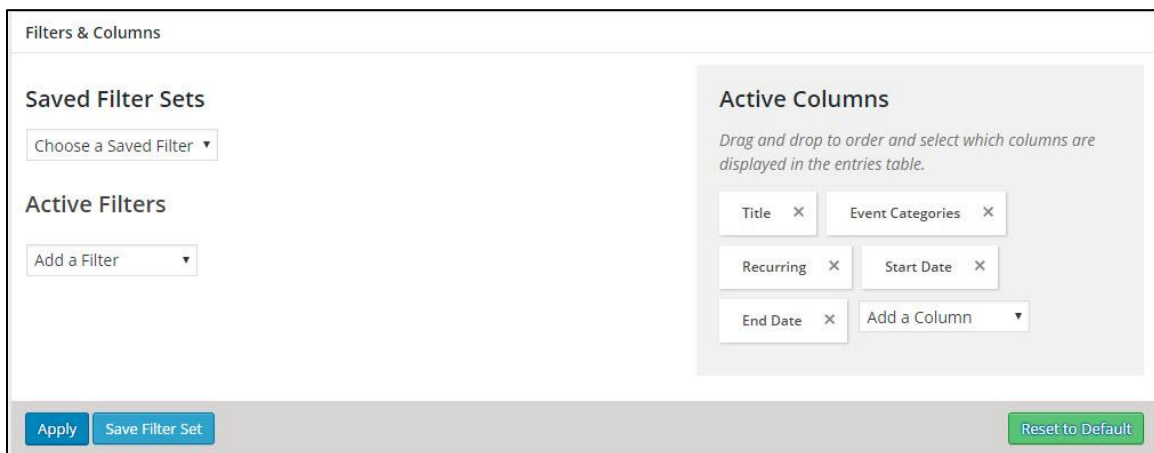 Filters & Columns
Saved Filter Sets
Choose a Saved Filter
Active Filters
Add a Filter
Active Columns
Drag and drop to order and select which columns are
displayed in the entries table.
Title × Event Categories ×
Recurring × Start Date ×
End Date × Add a Column
Apply Save Filter Set Reset to Default